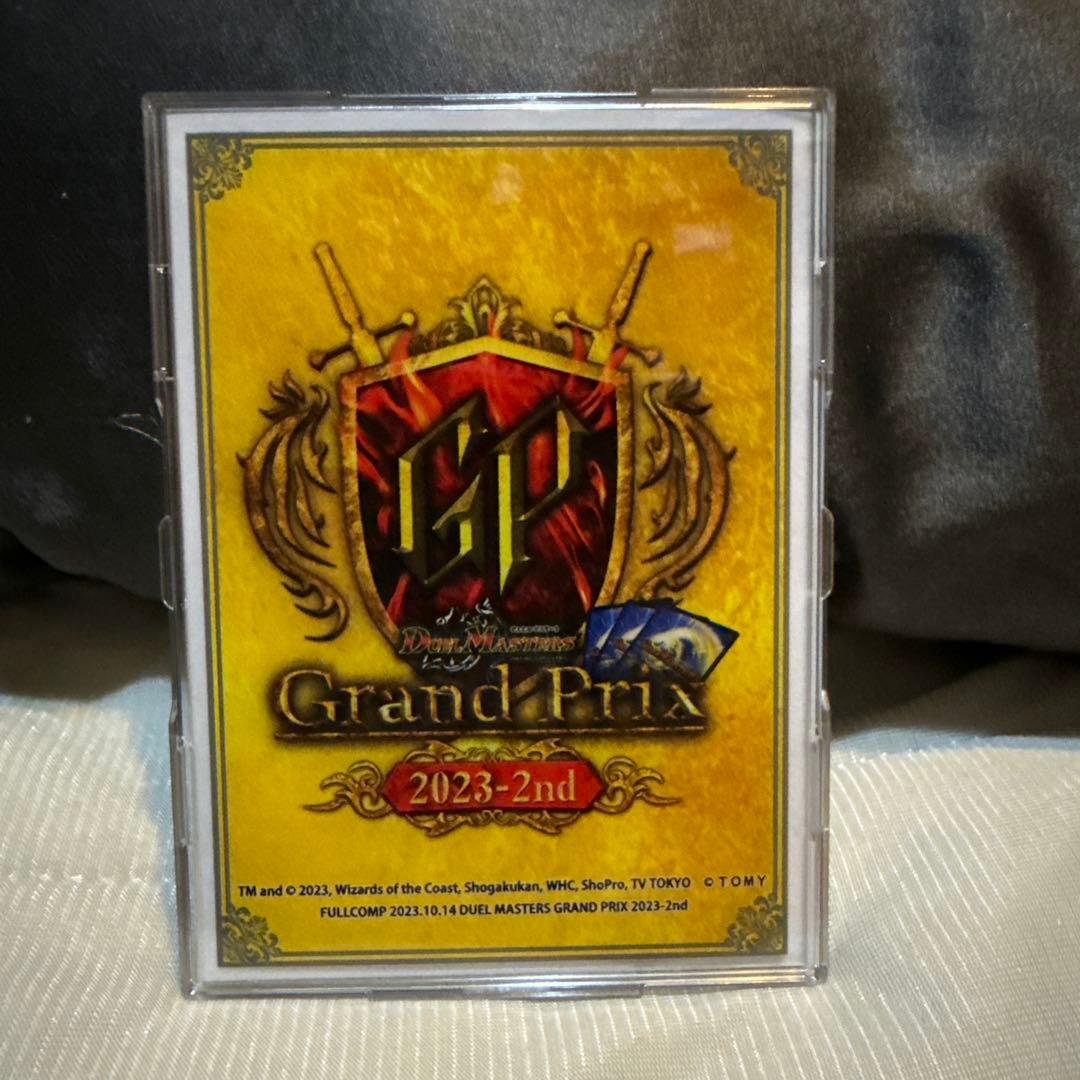 GP
DUEL MASTERS
Grand Prix
2023-2nd
TM and © 2023, Wizards of the Coast, Shogakukan, WHC, ShoPro, TV TOKYO © TOMY
FULLCOMP 2023.10.14 DUEL MASTERS GRAND PRIX 2023-2nd